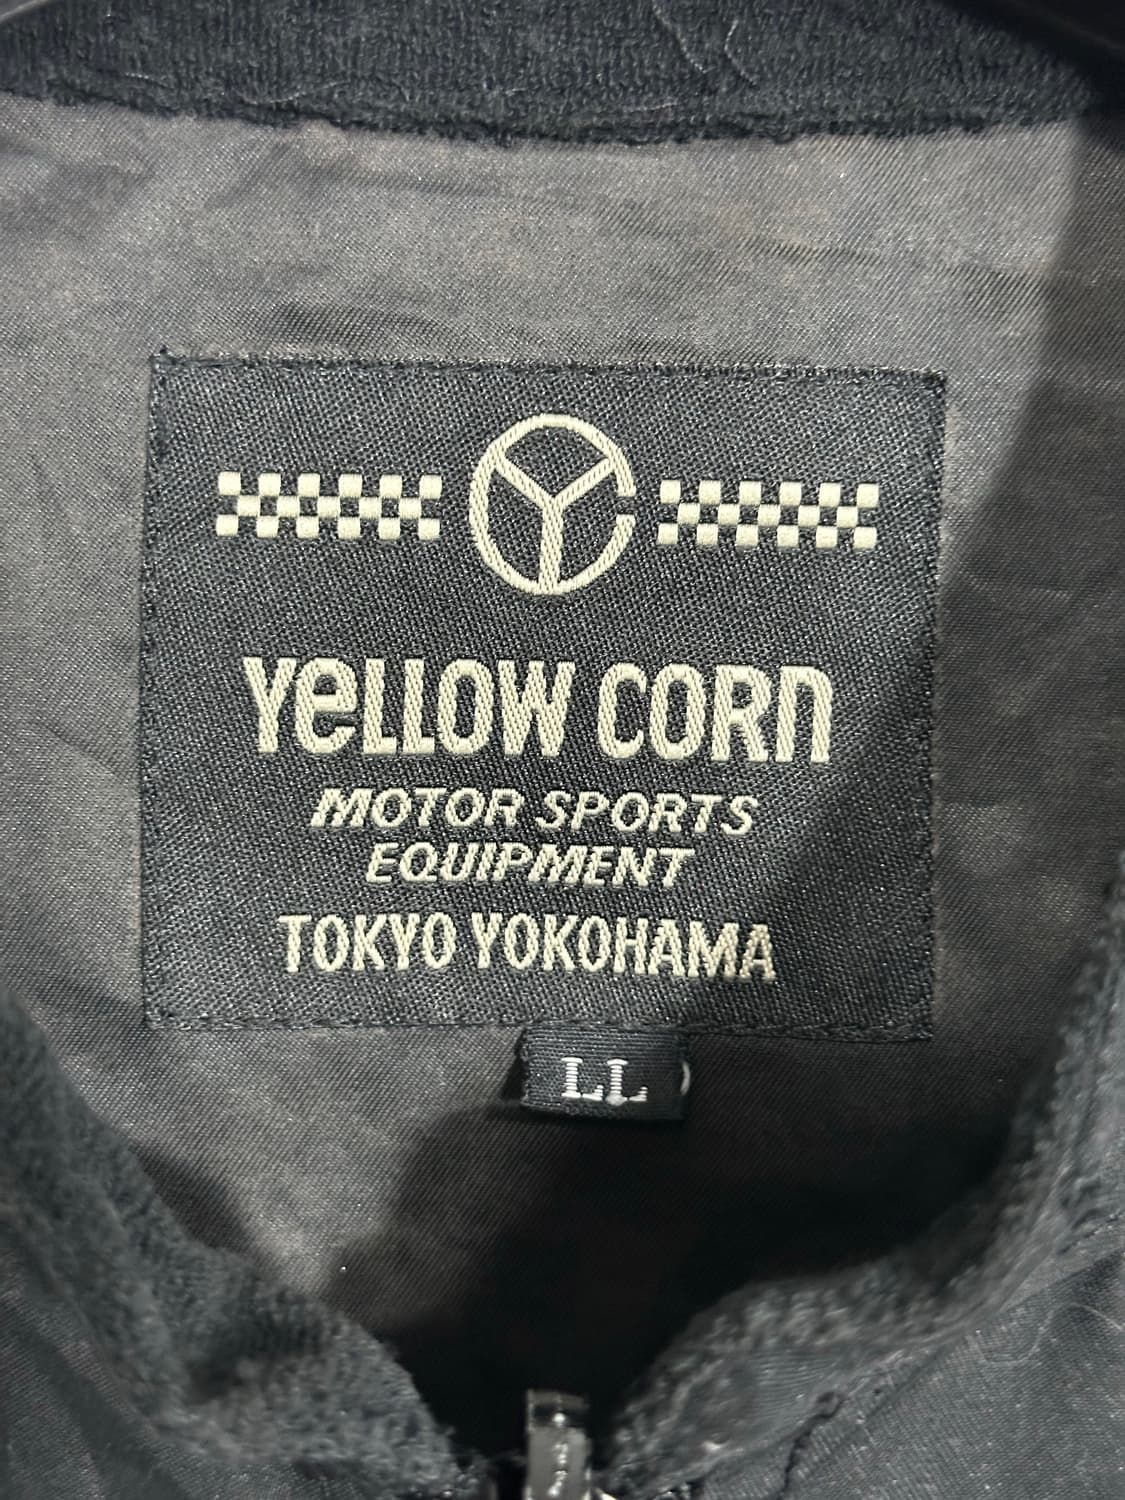 YeLLOW CORn
MOTOR SPORTS
EQUIPMENT
TOKYO YOKOHAMA
LL